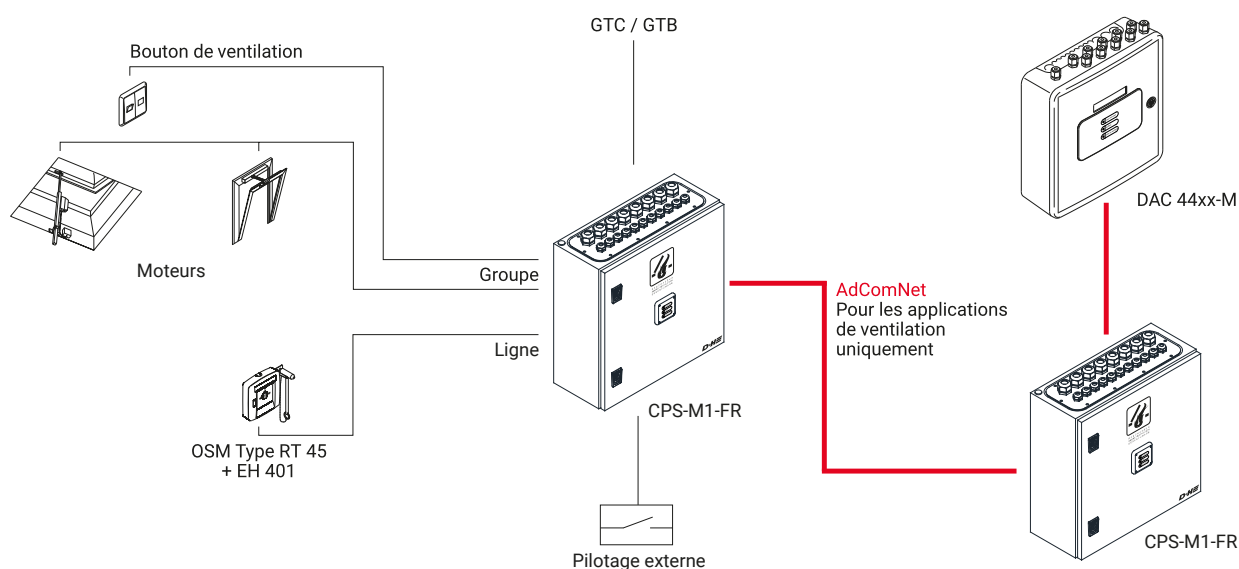 GTC / GTB
Bouton de ventilation
DAC 44xx-M
Moteurs
Groupe
AdComNet
Pour les applications
de ventilation
uniquement
Ligne
CPS-M1-FR
OSM Type RT 45
+ EH 401
D+H
D+H
CPS-M1-FR
Pilotage externe